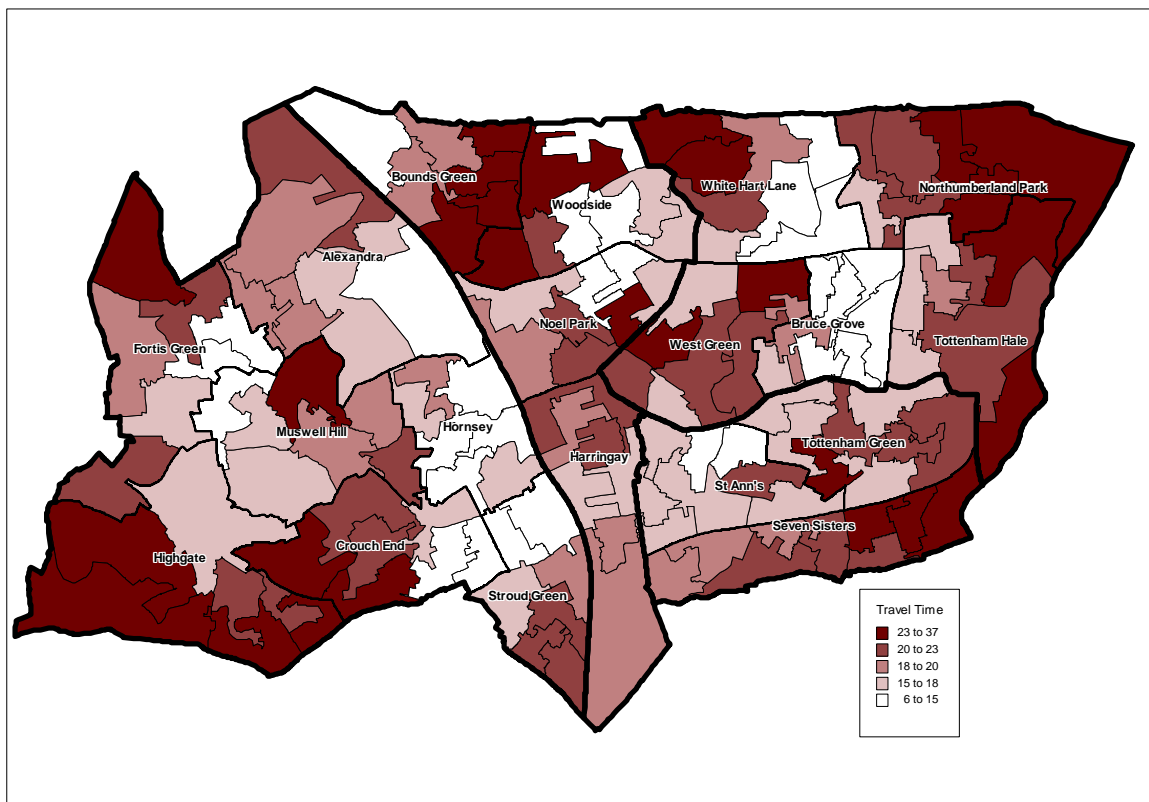 Bounds Green
White Hart Lane
Northumberland Park
Woodside
Alexandra
Noel Park
Bruce Grove
West Green
Tottenham Hale
Fortis Green
Hornsey
Muswell Hill
Tottenham Green
Harringay
St Ann's
Seven Sisters
Crouch End
Highgate
Stroud Green
Travel Time
23 to 37
20 to 23
18 to 20
15 to 18
6 to 15